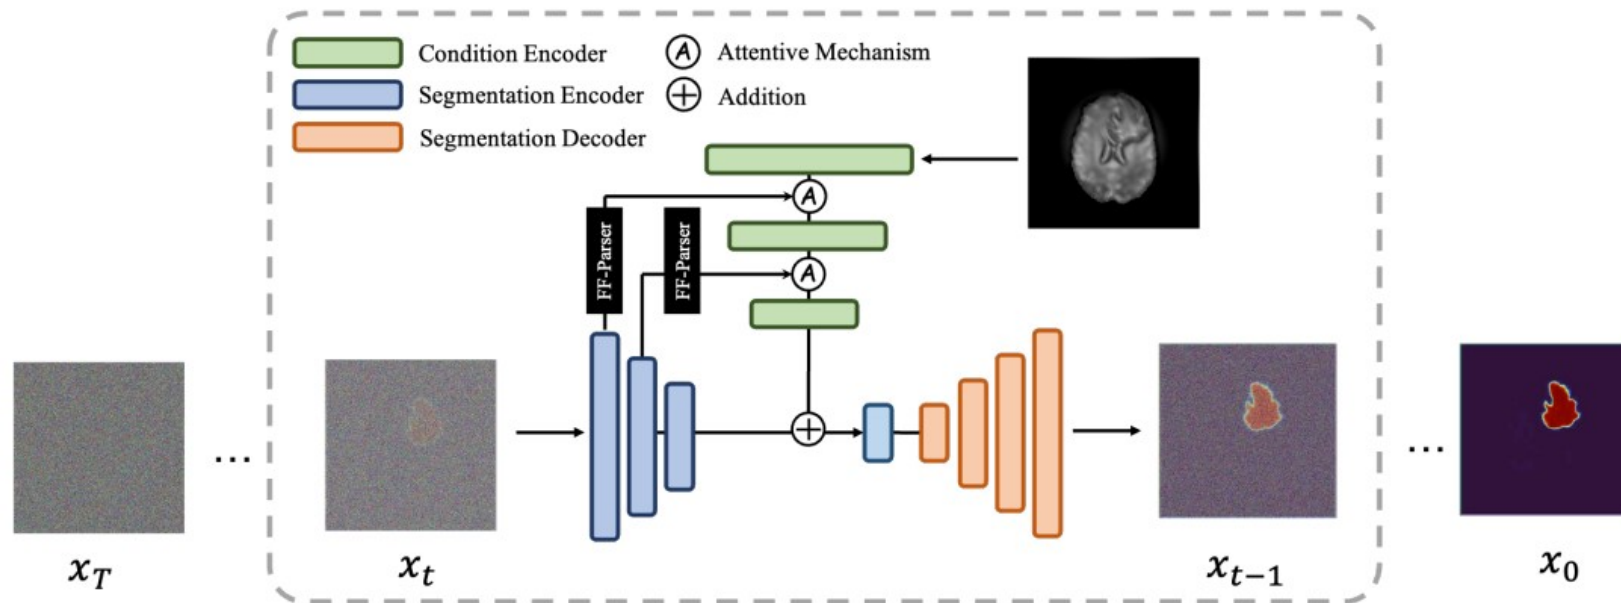 Condition Encoder
Segmentation Encoder
Segmentation Decoder
A Attentive Mechanism
+ Addition
A
A
FF-Parser
FF-Parser
+
...
...
x_T
x_t
x_{t-1}
x_0